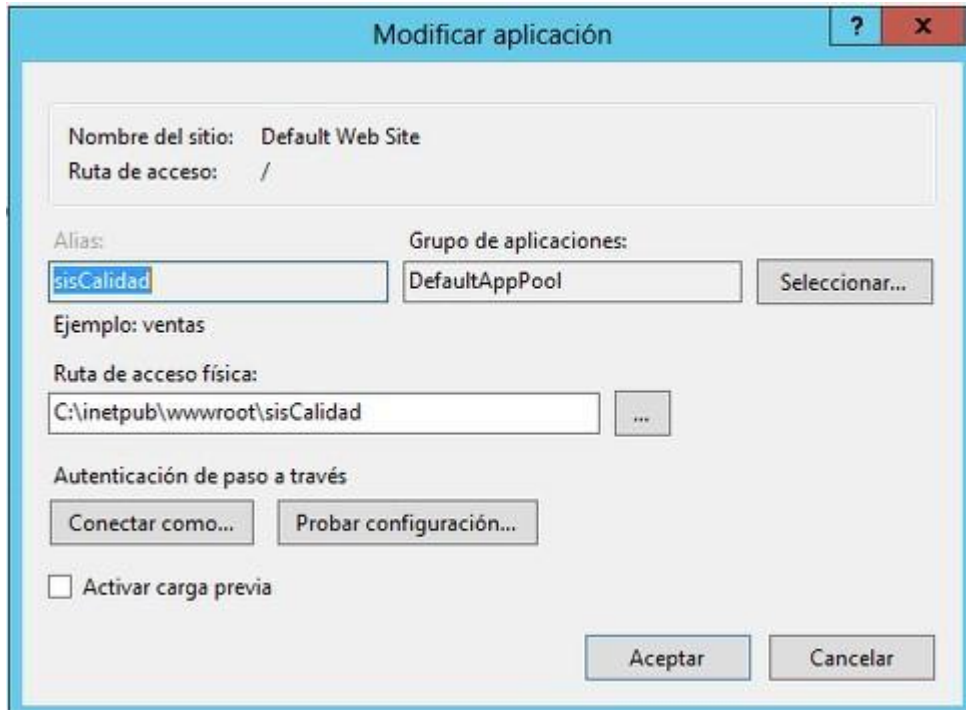 Modificar aplicación
? x
Nombre del sitio: Default Web Site
Ruta de acceso: /
Alias: Grupo de aplicaciones:
sisCalidad DefaultAppPool Seleccionar...
Ejemplo: ventas
Ruta de acceso física:
C:\inetpub\wwwroot\sisCalidad ...
Autenticación de paso a través
Conectar como... Probar configuración...
Activar carga previa
Aceptar Cancelar